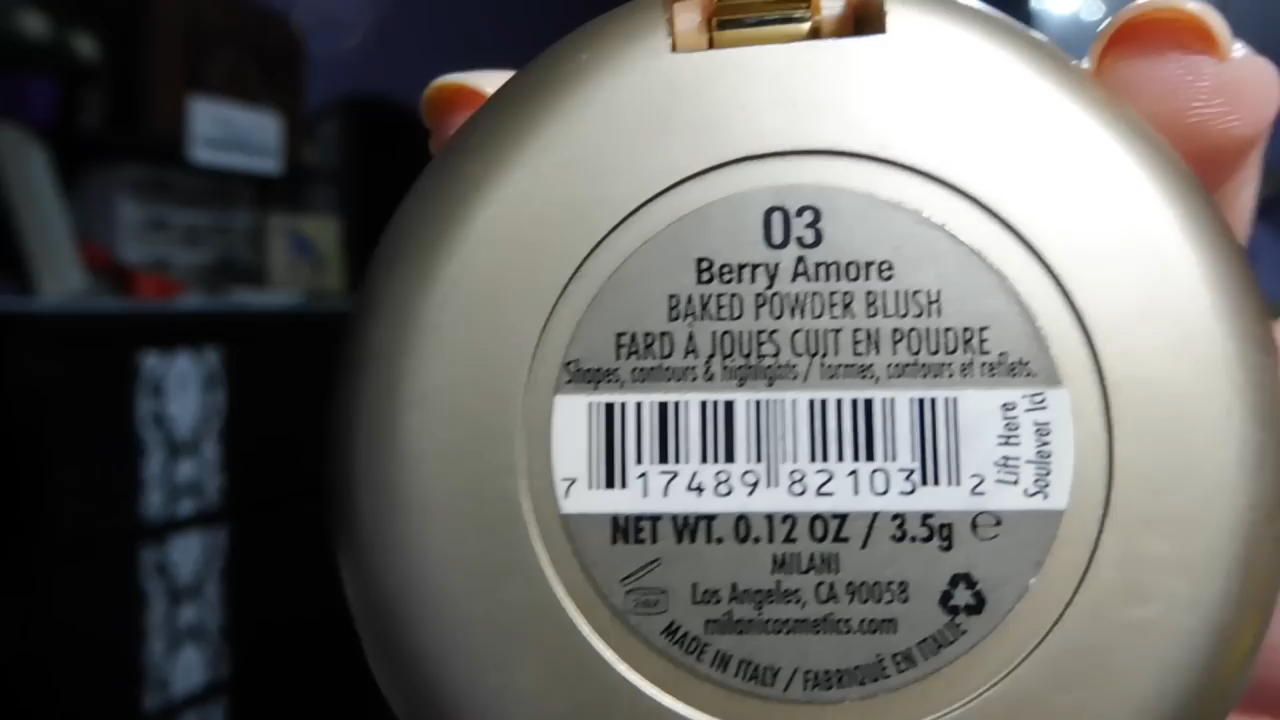 03
Berry Amore
BAKED POWDER BLUSH
FARD À JOUES CUIT EN POUDRE
Shapes, contours & highlights / formes, contours et reflets.
Lift Here
Soulever Ici
7 17489 82103 2
NET WT. 0.12 OZ / 3.5g ℮
MILANI
Los Angeles, CA 90058
milanicosmetics.com
MADE IN ITALY / FABRIQUÉ EN ITALIE